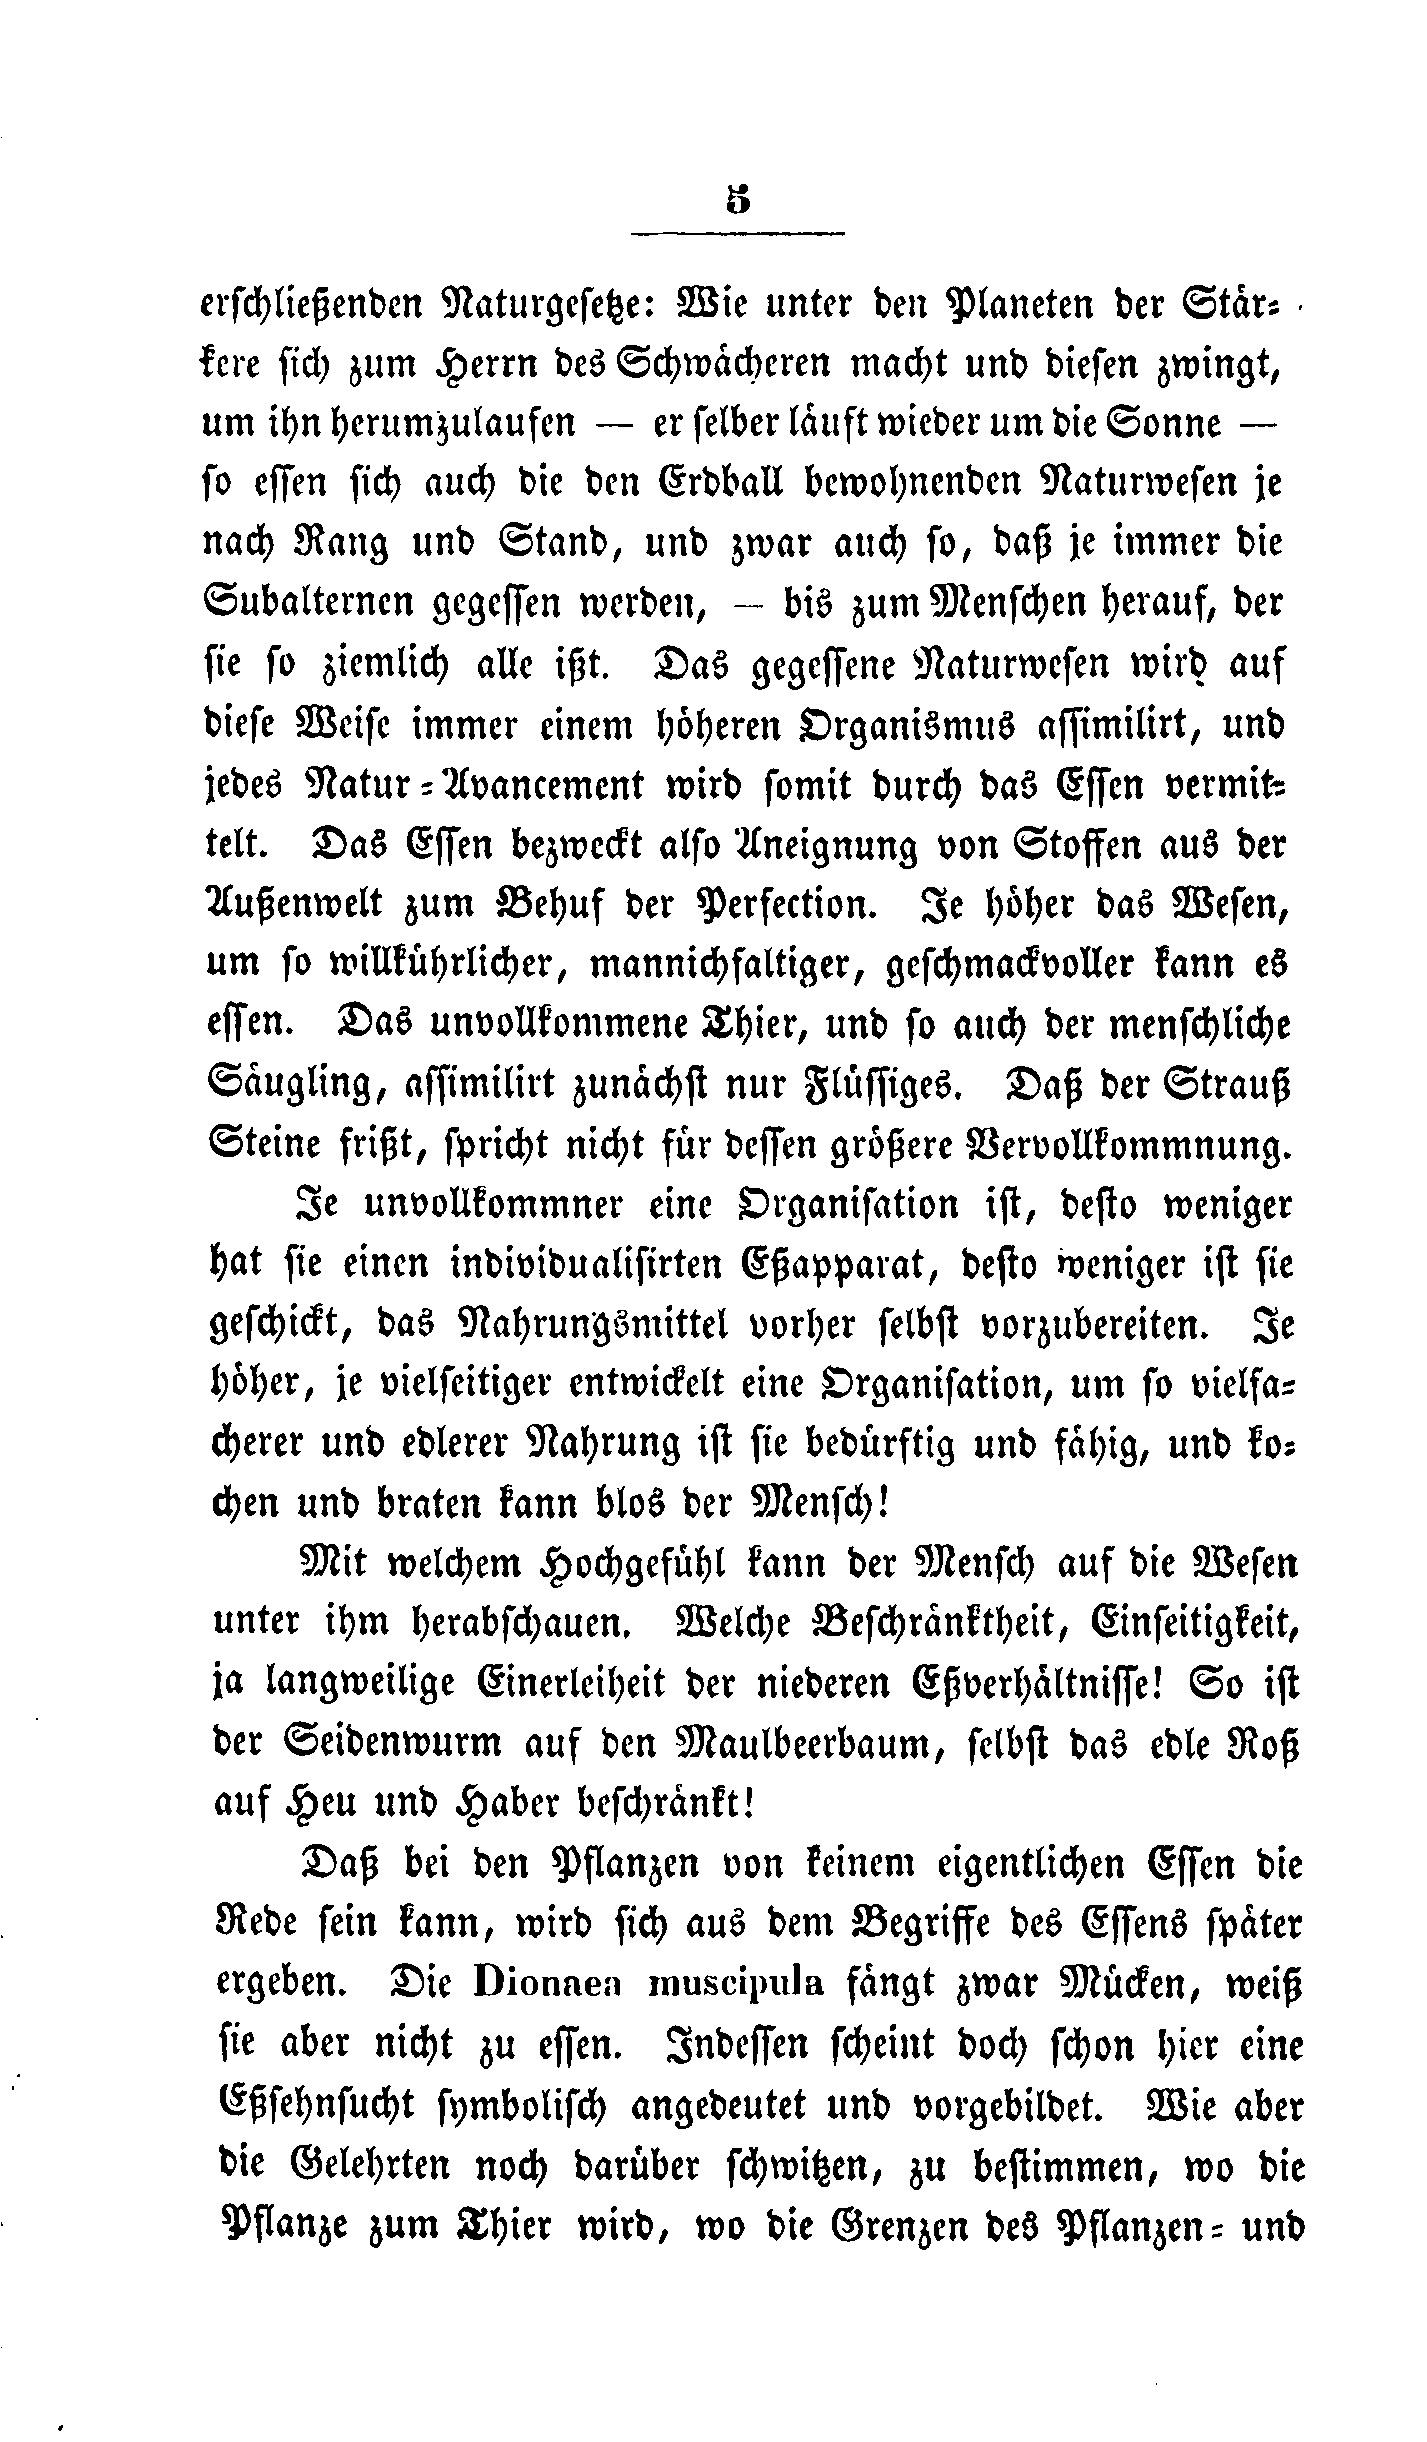 5
erschließenden Naturgesetze: Wie unter den Planeten der Stär-
kere sich zum Herrn des Schwächeren macht und diesen zwingt,
um ihn herumzulaufen — er selber läuft wieder um die Sonne —
so essen sich auch die den Erdball bewohnenden Naturwesen je
nach Rang und Stand, und zwar auch so, daß je immer die
Subalternen gegessen werden, — bis zum Menschen herauf, der
sie so ziemlich alle ißt. Das gegessene Naturwesen wird auf
diese Weise immer einem höheren Organismus assimilirt, und
jedes Natur-Avancement wird somit durch das Essen vermit-
telt. Das Essen bezweckt also Aneignung von Stoffen aus der
Außenwelt zum Behuf der Perfection. Je höher das Wesen,
um so willkührlicher, mannichfaltiger, geschmackvoller kann es
essen. Das unvollkommene Thier, und so auch der menschliche
Säugling, assimilirt zunächst nur Flüssiges. Daß der Strauß
Steine frißt, spricht nicht für dessen größere Vervollkommnung.
Je unvollkommner eine Organisation ist, desto weniger
hat sie einen individualisirten Eßapparat, desto weniger ist sie
geschickt, das Nahrungsmittel vorher selbst vorzubereiten. Je
höher, je vielseitiger entwickelt eine Organisation, um so vielfa-
cherer und edlerer Nahrung ist sie bedürftig und fähig, und ko-
chen und braten kann blos der Mensch!
Mit welchem Hochgefühl kann der Mensch auf die Wesen
unter ihm herabschauen. Welche Beschränktheit, Einseitigkeit,
ja langweilige Einerleiheit der niederen Eßverhältnisse! So ist
der Seidenwurm auf den Maulbeerbaum, selbst das edle Roß
auf Heu und Haber beschränkt!
Daß bei den Pflanzen von keinem eigentlichen Essen die
Rede sein kann, wird sich aus dem Begriffe des Essens später
ergeben. Die Dionaea muscipula fängt zwar Mücken, weiß
sie aber nicht zu essen. Indessen scheint doch schon hier eine
Eßsehnsucht symbolisch angedeutet und vorgebildet. Wie aber
die Gelehrten noch darüber schwitzen, zu bestimmen, wo die
Pflanze zum Thier wird, wo die Grenzen des Pflanzen- und